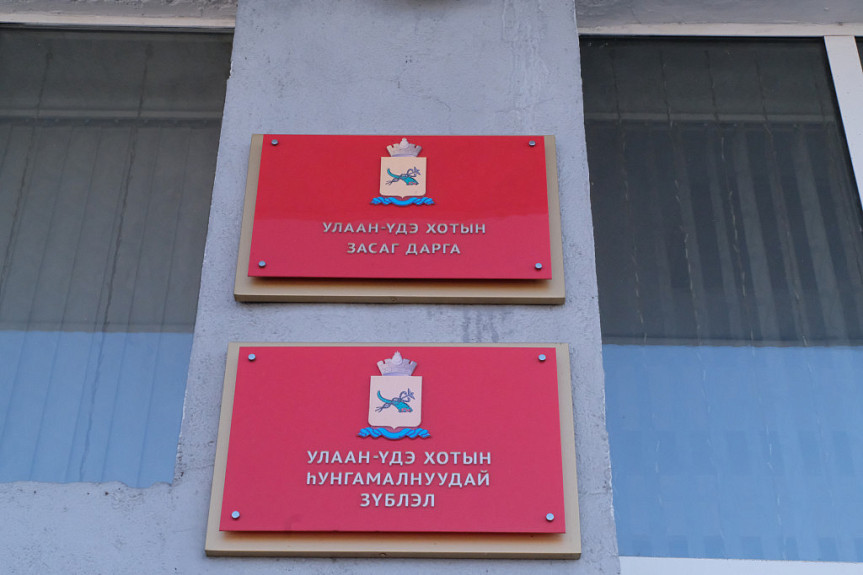 УЛААН-ҮДЭ ХОТЫН
ЗАСАГ ДАРГА
УЛААН-ҮДЭ ХОТЫН
һУНГАМАЛНУУДАЙ
ЗҮБЛЭЛ